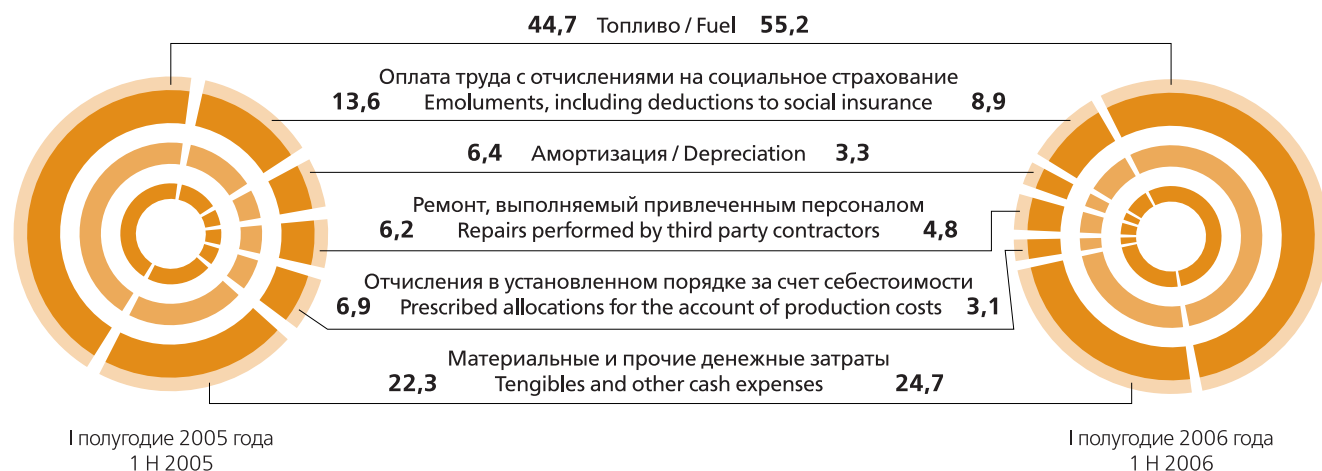 44,7 Топливо / Fuel 55,2
Оплата труда с отчислениями на социальное страхование
13,6 Emoluments, including deductions to social insurance 8,9
6,4 Амортизация / Depreciation 3,3
Ремонт, выполняемый привлеченным персоналом
6,2 Repairs performed by third party contractors 4,8
Отчисления в установленном порядке за счет себестоимости
6,9 Prescribed allocations for the account of production costs 3,1
Материальные и прочие денежные затраты
22,3 Tangibles and other cash expenses 24,7
I полугодие 2005 года
1 H 2005
I полугодие 2006 года
1 H 2006